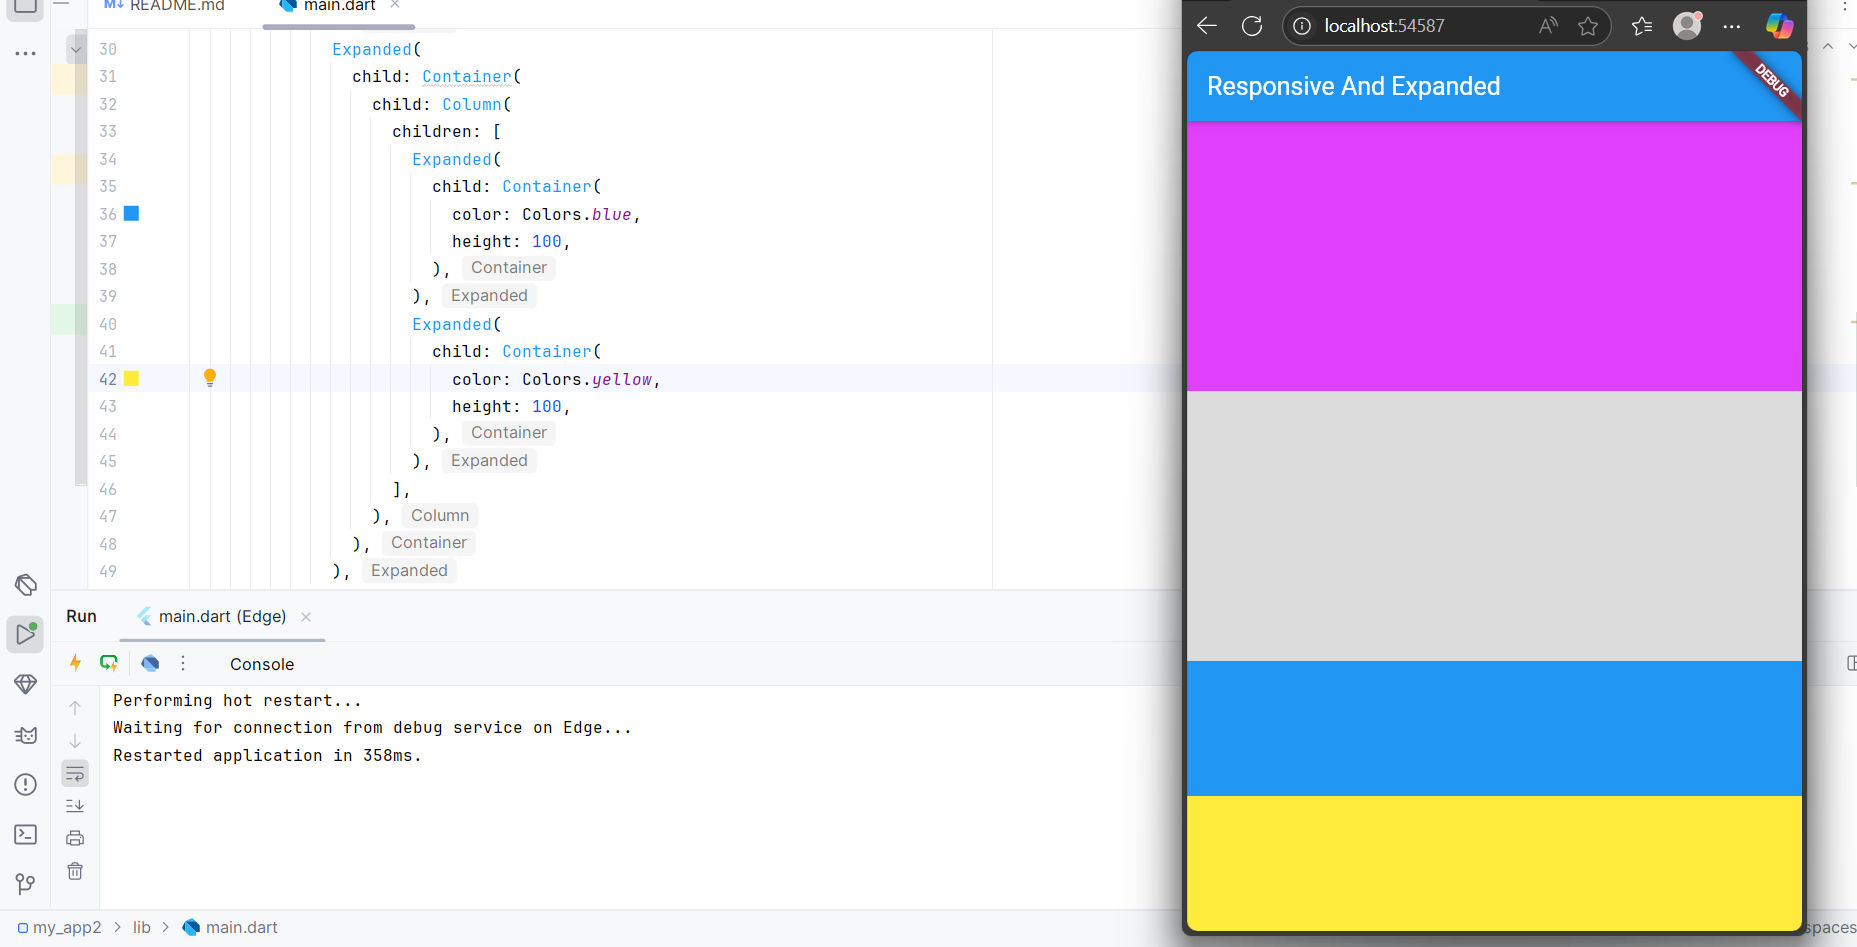 M↓ README.md
main.dart
30 Expanded(
31 child: Container(
32 child: Column(
33 children: [
34 Expanded(
35 child: Container(
36 color: Colors.blue,
37 height: 100,
38 ), Container
39 ), Expanded
40 Expanded(
41 child: Container(
42 color: Colors.yellow,
43 height: 100,
44 ), Container
45 ), Expanded
46 ],
47 ), Column
48 ), Container
49 ), Expanded
Run main.dart (Edge)
Console
Performing hot restart...
Waiting for connection from debug service on Edge...
Restarted application in 358ms.
my_app2 > lib > main.dart
localhost:54587
Responsive And Expanded
DEBUG
spaces